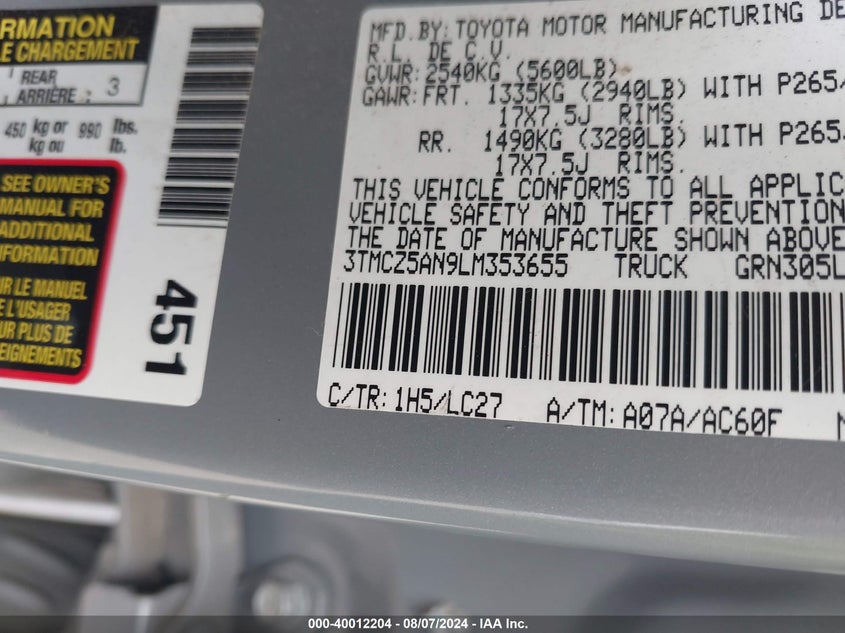 ORMATION
LE CHARGEMENT
REAR
ARRIÈRE : 3
450 kg or 990 lbs.
kg ou lb.
SEE OWNER'S
MANUAL FOR
ADDITIONAL
INFORMATION
LE MANUEL
L'USAGER
PLUS DE
451
MFD.BY:TOYOTA MOTOR MANUFACTURING DE
R.L. DE C.V.
GVWR:2540KG (5600LB)
GAWR:FRT. 1335KG (2940LB) WITH P265/
17X7.5J RIMS.
RR. 1490KG (3280LB) WITH P265/
17X7.5J RIMS.
THIS VEHICLE CONFORMS TO ALL APPLIC
VEHICLE SAFETY AND THEFT PREVENTION
THE DATE OF MANUFACTURE SHOWN ABOVE
3TMCZ5AN9LM353655 TRUCK GRN305L
C/TR:1H5/LC27 A/TM:A07A/AC60F
000-40012204 - 08/07/2024 - IAA Inc.